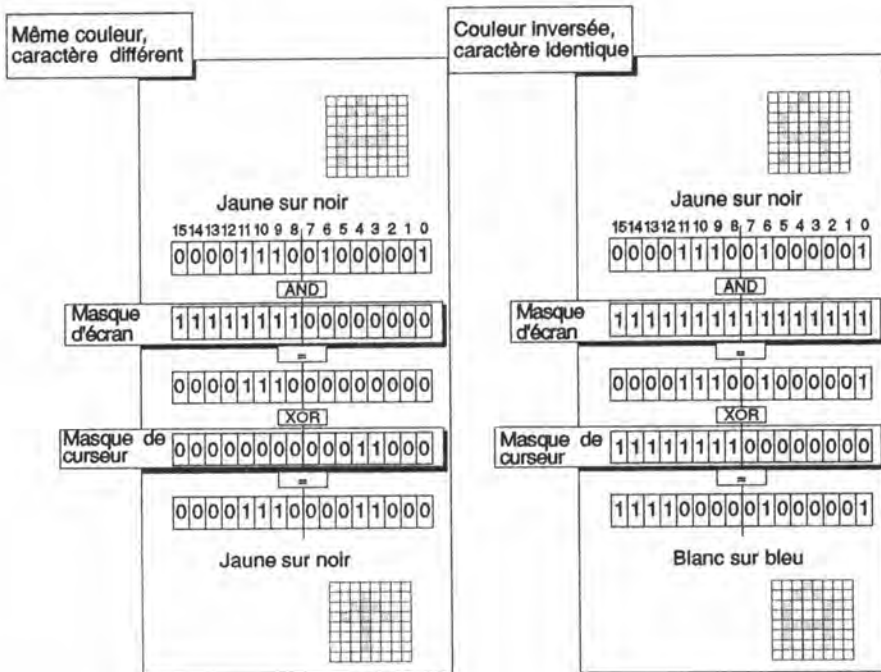 Même couleur,
caractère différent
Jaune sur noir
15 14 13 12 11 10 9 8 7 6 5 4 3 2 1 0
0 0 0 0 1 1 1 0 0 1 0 0 0 0 0 1
AND
Masque
d'écran
1 1 1 1 1 1 1 1 0 0 0 0 0 0 0 0
=
0 0 0 0 1 1 1 0 0 0 0 0 0 0 0 0
XOR
Masque de
curseur
0 0 0 0 0 0 0 0 0 0 0 1 1 0 0 0
=
0 0 0 0 1 1 1 0 0 0 0 1 1 0 0 0
Jaune sur noir
Couleur inversée,
caractère identique
Jaune sur noir
15 14 13 12 11 10 9 8 7 6 5 4 3 2 1 0
0 0 0 0 1 1 1 0 0 1 0 0 0 0 0 1
AND
Masque
d'écran
1 1 1 1 1 1 1 1 1 1 1 1 1 1 1 1
=
0 0 0 0 1 1 1 0 0 1 0 0 0 0 0 1
XOR
Masque de
curseur
1 1 1 1 1 1 1 1 0 0 0 0 0 0 0 0
=
1 1 1 1 0 0 0 0 0 1 0 0 0 0 0 1
Blanc sur bleu